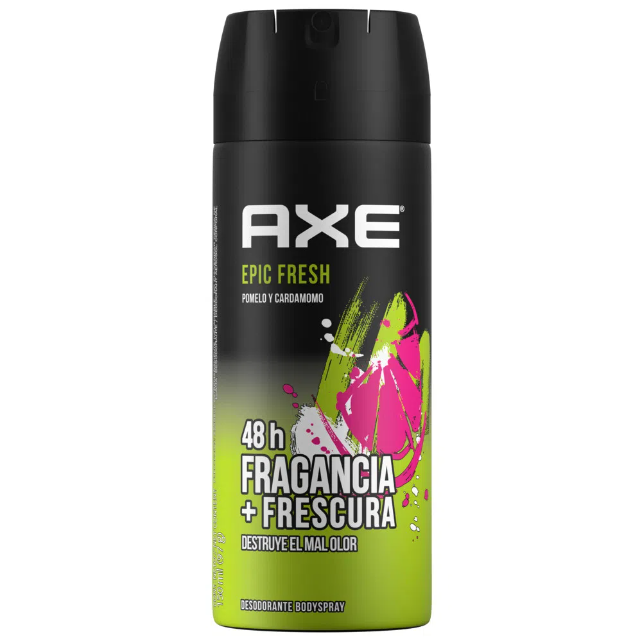 AXE®
EPIC FRESH
POMELO Y CARDAMOMO
48 h
FRAGANCIA
+ FRESCURA
DESTRUYE EL MAL OLOR
DESODORANTE BODYSPRAY